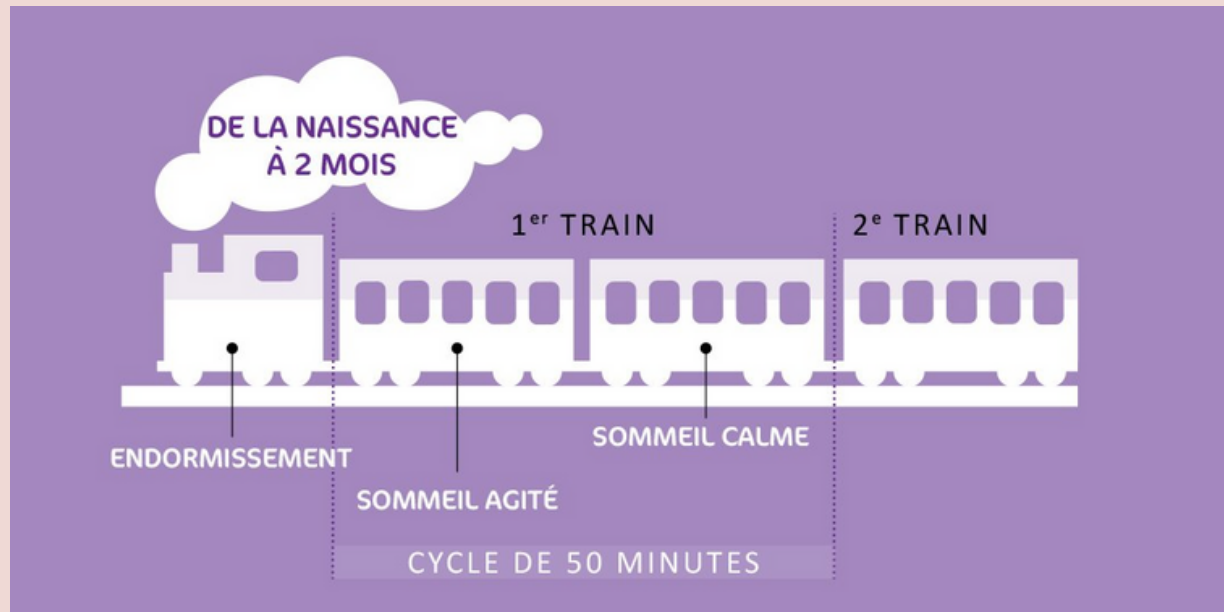 DE LA NAISSANCE
À 2 MOIS
1er TRAIN
2e TRAIN
ENDORMISSEMENT
SOMMEIL CALME
SOMMEIL AGITÉ
CYCLE DE 50 MINUTES